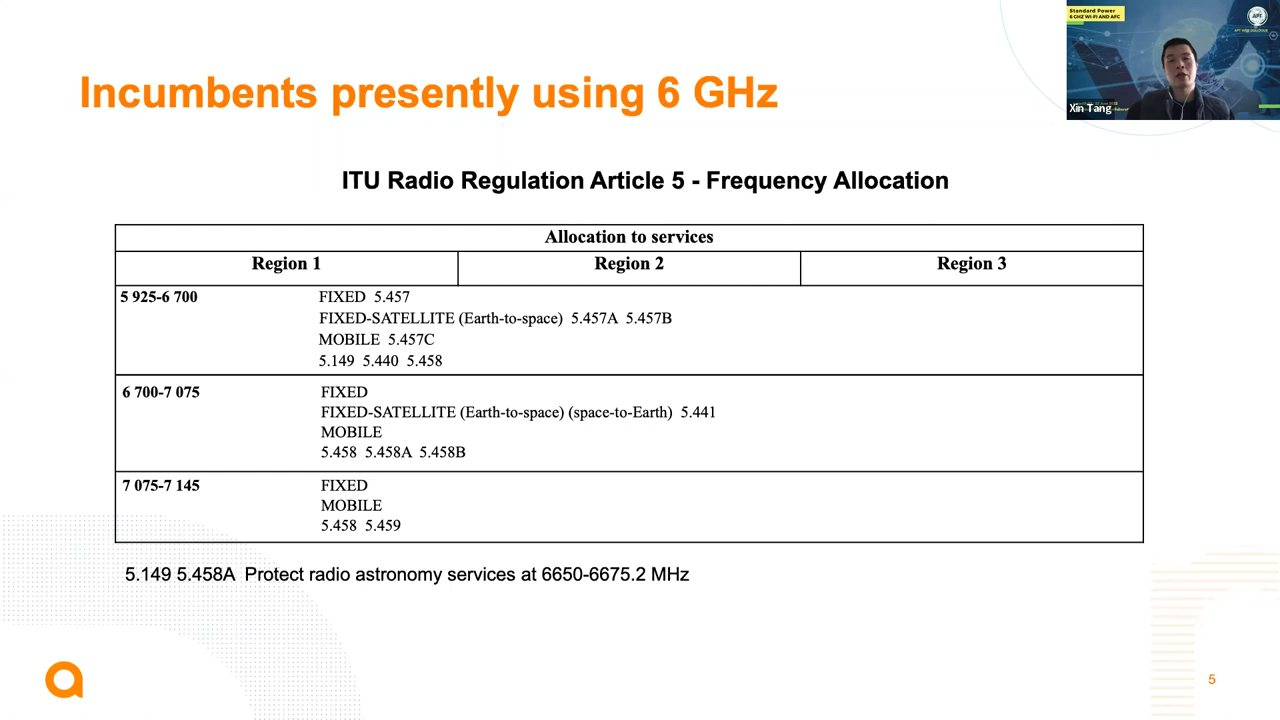 Standard Power
6 GHZ WI-FI AND AFC
AFC
Xin Tang
Incumbents presently using 6 GHz
ITU Radio Regulation Article 5 - Frequency Allocation
Allocation to services
Region 1 Region 2 Region 3
5 925-6 700 FIXED 5.457
FIXED-SATELLITE (Earth-to-space) 5.457A 5.457B
MOBILE 5.457C
5.149 5.440 5.458
6 700-7 075 FIXED
FIXED-SATELLITE (Earth-to-space) (space-to-Earth) 5.441
MOBILE
5.458 5.458A 5.458B
7 075-7 145 FIXED
MOBILE
5.458 5.459
5.149 5.458A Protect radio astronomy services at 6650-6675.2 MHz
5